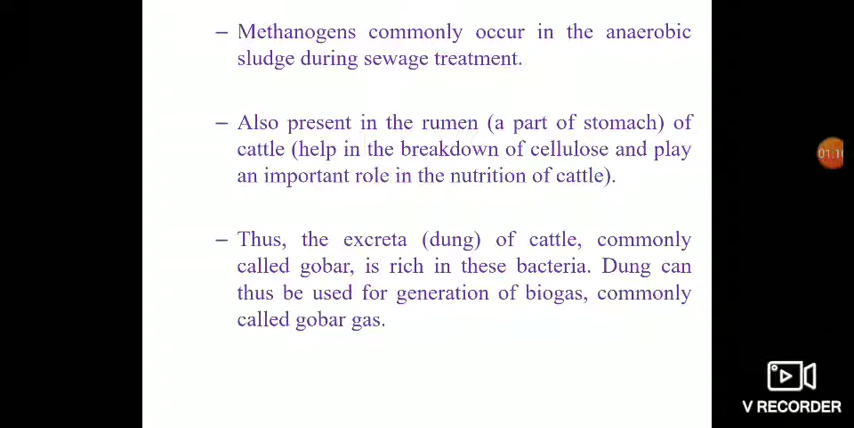 – Methanogens commonly occur in the anaerobic
sludge during sewage treatment.
– Also present in the rumen (a part of stomach) of
cattle (help in the breakdown of cellulose and play
an important role in the nutrition of cattle).
– Thus, the excreta (dung) of cattle, commonly
called gobar, is rich in these bacteria. Dung can
thus be used for generation of biogas, commonly
called gobar gas.
V RECORDER